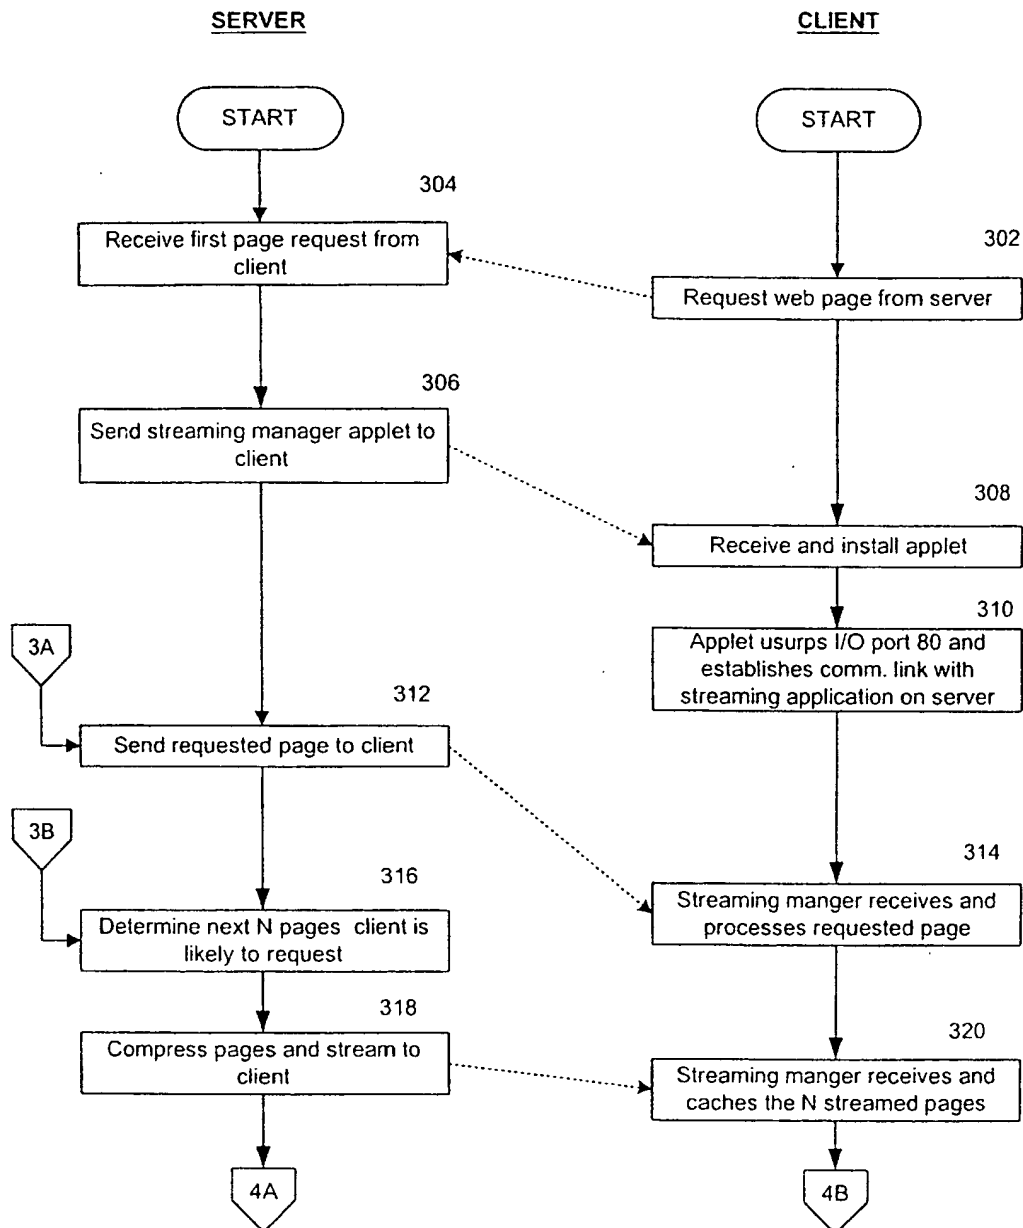 SERVER
CLIENT
START
START
304
Receive first page request from
client
302
Request web page from server
306
Send streaming manager applet to
client
308
Receive and install applet
310
Applet usurps I/O port 80 and
establishes comm. link with
streaming application on server
3A
312
Send requested page to client
3B
314
Streaming manger receives and
processes requested page
316
Determine next N pages client is
likely to request
318
Compress pages and stream to
client
320
Streaming manger receives and
caches the N streamed pages
4A
4B